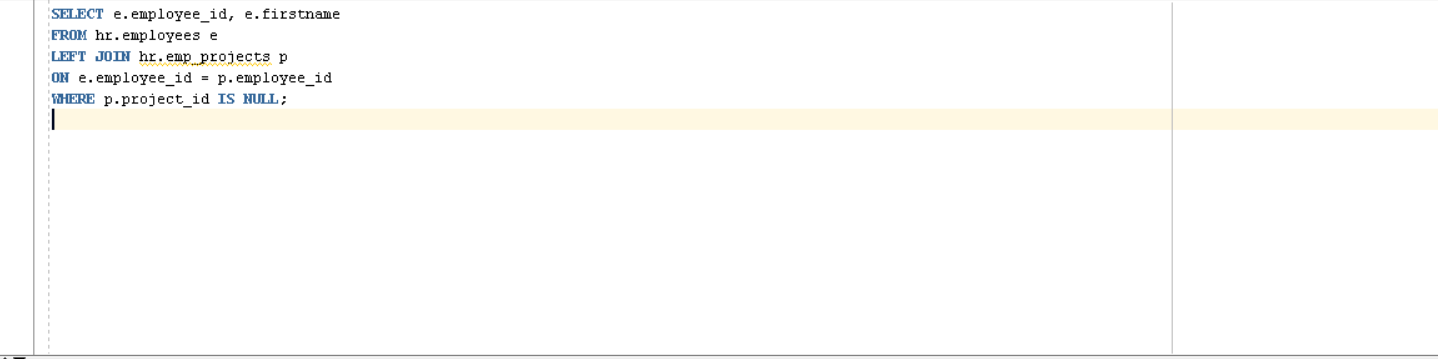 SELECT e.employee_id, e.firstname
FROM hr.employees e
LEFT JOIN hr.emp_projects p
ON e.employee_id = p.employee_id
WHERE p.project_id IS NULL;